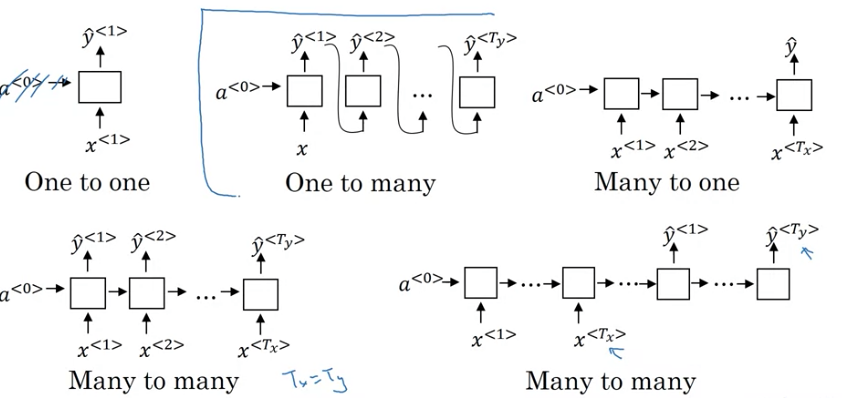 ŷ<1>
a<0>
x<1>
One to one
ŷ<1> ŷ<2> ŷ<Ty>
a<0> ...
x
One to many
ŷ
a<0> ...
x<1> x<2> x<Tx>
Many to one
ŷ<1> ŷ<2> ŷ<Ty>
a<0> ...
x<1> x<2> x<Tx>
Many to many
Tx=Ty
ŷ<1> ŷ<Ty>
a<0> ... ... ...
x<1> x<Tx>
Many to many